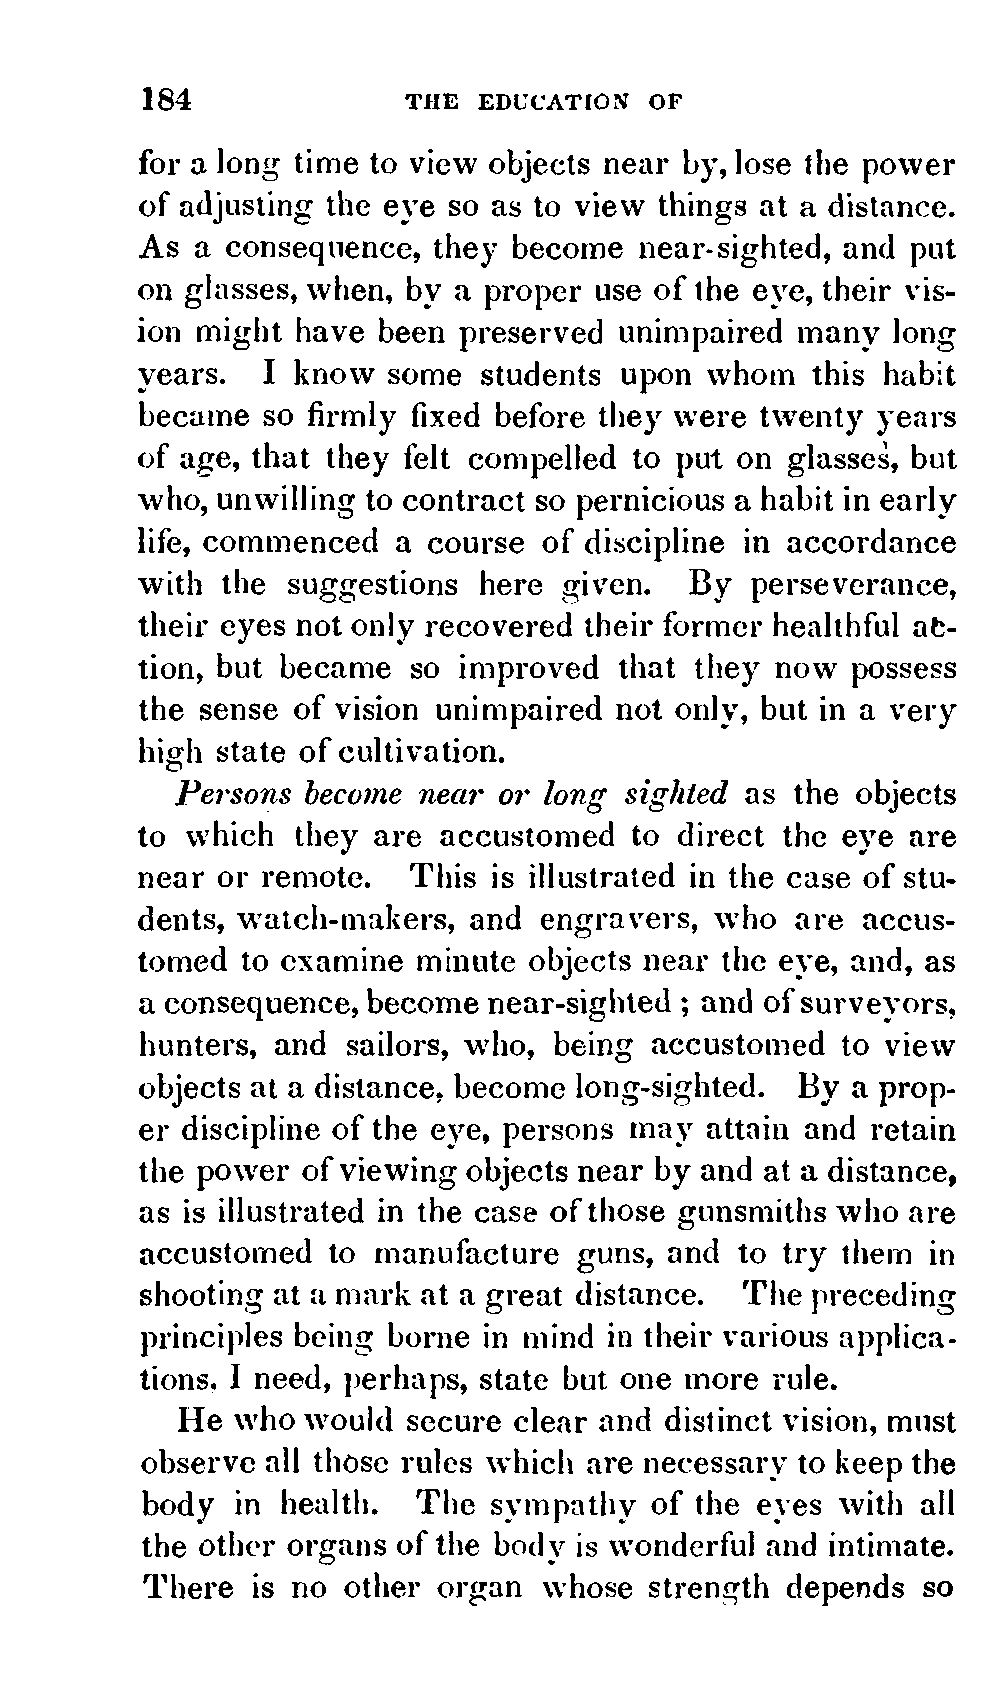 184 THE EDUCATION OF
for a long time to view objects near by, lose the power
of adjusting the eye so as to view things at a distance.
As a consequence, they become near-sighted, and put
on glasses, when, by a proper use of the eye, their vis-
ion might have been preserved unimpaired many long
years. I know some students upon whom this habit
became so firmly fixed before they were twenty years
of age, that they felt compelled to put on glasses, but
who, unwilling to contract so pernicious a habit in early
life, commenced a course of discipline in accordance
with the suggestions here given. By perseverance,
their eyes not only recovered their former healthful ac-
tion, but became so improved that they now possess
the sense of vision unimpaired not only, but in a very
high state of cultivation.
Persons become near or long sighted as the objects
to which they are accustomed to direct the eye are
near or remote. This is illustrated in the case of stu-
dents, watch-makers, and engravers, who are accus-
tomed to examine minute objects near the eye, and, as
a consequence, become near-sighted ; and of surveyors,
hunters, and sailors, who, being accustomed to view
objects at a distance, become long-sighted. By a prop-
er discipline of the eye, persons may attain and retain
the power of viewing objects near by and at a distance,
as is illustrated in the case of those gunsmiths who are
accustomed to manufacture guns, and to try them in
shooting at a mark at a great distance. The preceding
principles being borne in mind in their various applica-
tions, I need, perhaps, state but one more rule.
He who would secure clear and distinct vision, must
observe all those rules which are necessary to keep the
body in health. The sympathy of the eyes with all
the other organs of the body is wonderful and intimate.
There is no other organ whose strength depends so